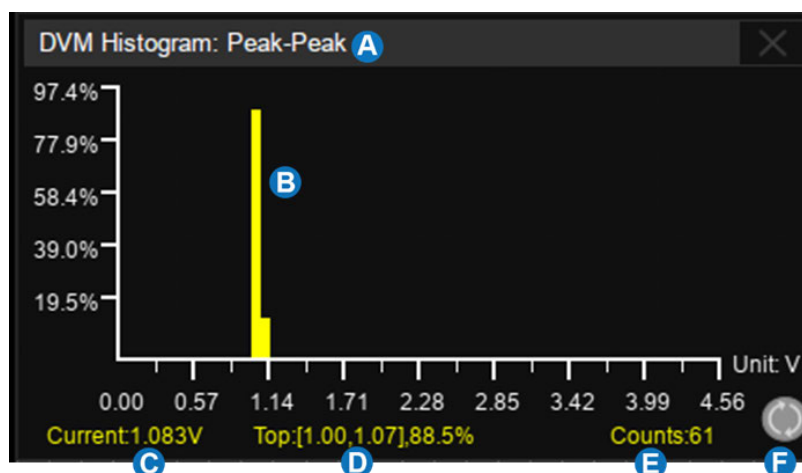 DVM Histogram: Peak-Peak A
97.4%
77.9%
B
58.4%
39.0%
19.5%
Unit: V
0.00 0.57 1.14 1.71 2.28 2.85 3.42 3.99 4.56
Current:1.083V Top:[1.00,1.07],88.5% Counts:61
C D E F